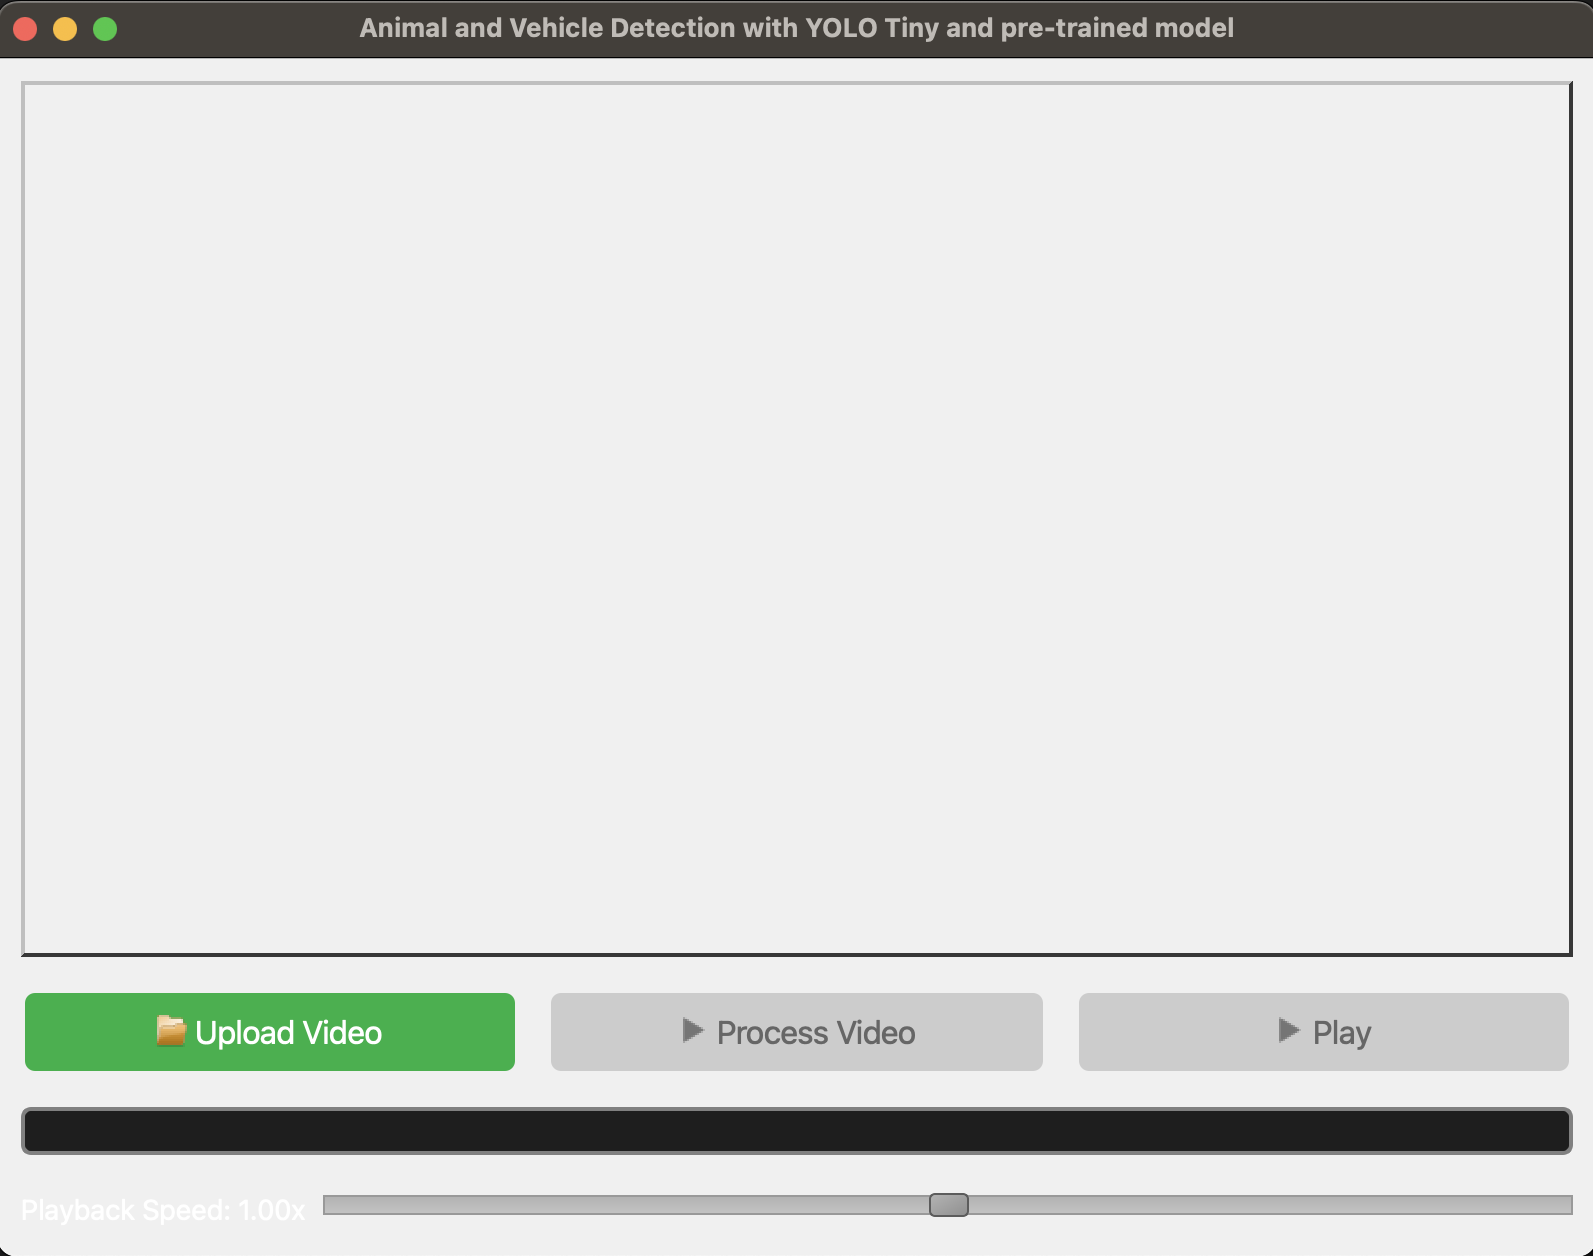 Animal and Vehicle Detection with YOLO Tiny and pre-trained model
Upload Video
Process Video
Play
Playback Speed: 1.00x